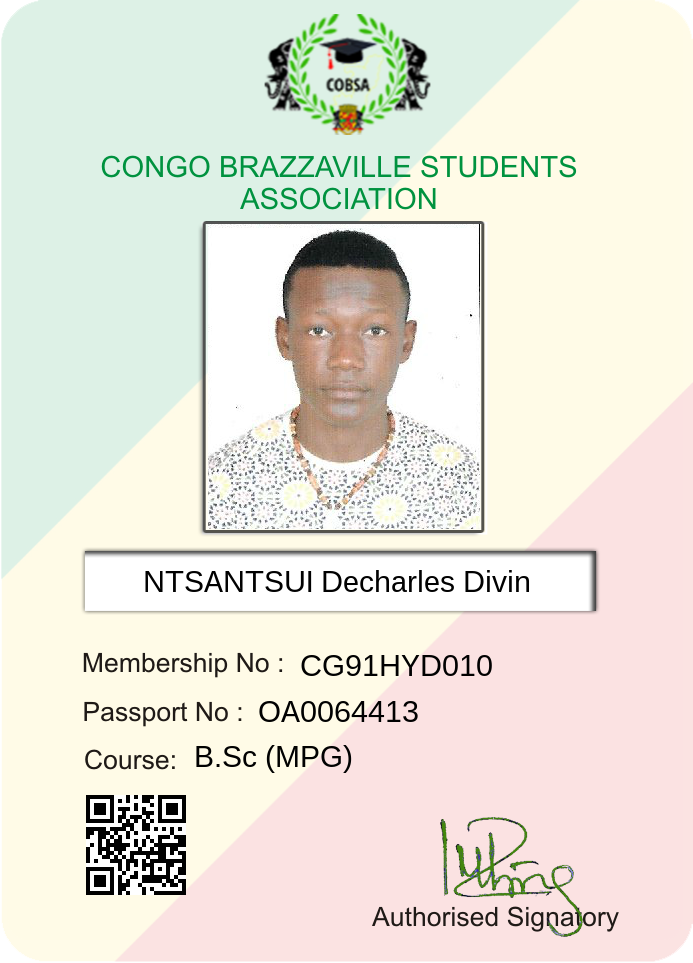 COBSA
CONGO BRAZZAVILLE STUDENTS
ASSOCIATION
NTSANTSUI Decharles Divin
Membership No : CG91HYD010
Passport No : OA0064413
Course: B.Sc (MPG)
Authorised Signatory